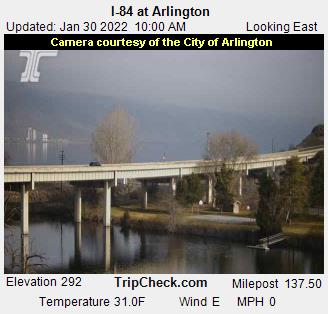 I-84 at Arlington
Updated: Jan 30 2022 10:00 AM Looking East
Camera courtesy of the City of Arlington
Elevation 292 TripCheck.com Milepost 137.50
Temperature 31.0F Wind E MPH 0